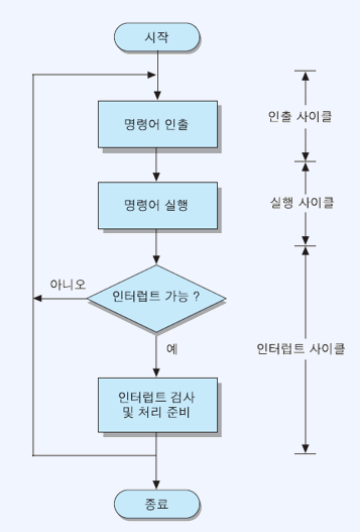 시작
명령어 인출
인출 사이클
명령어 실행
실행 사이클
인터럽트 가능 ?
아니오
예
인터럽트 사이클
인터럽트 검사
및 처리 준비
종료